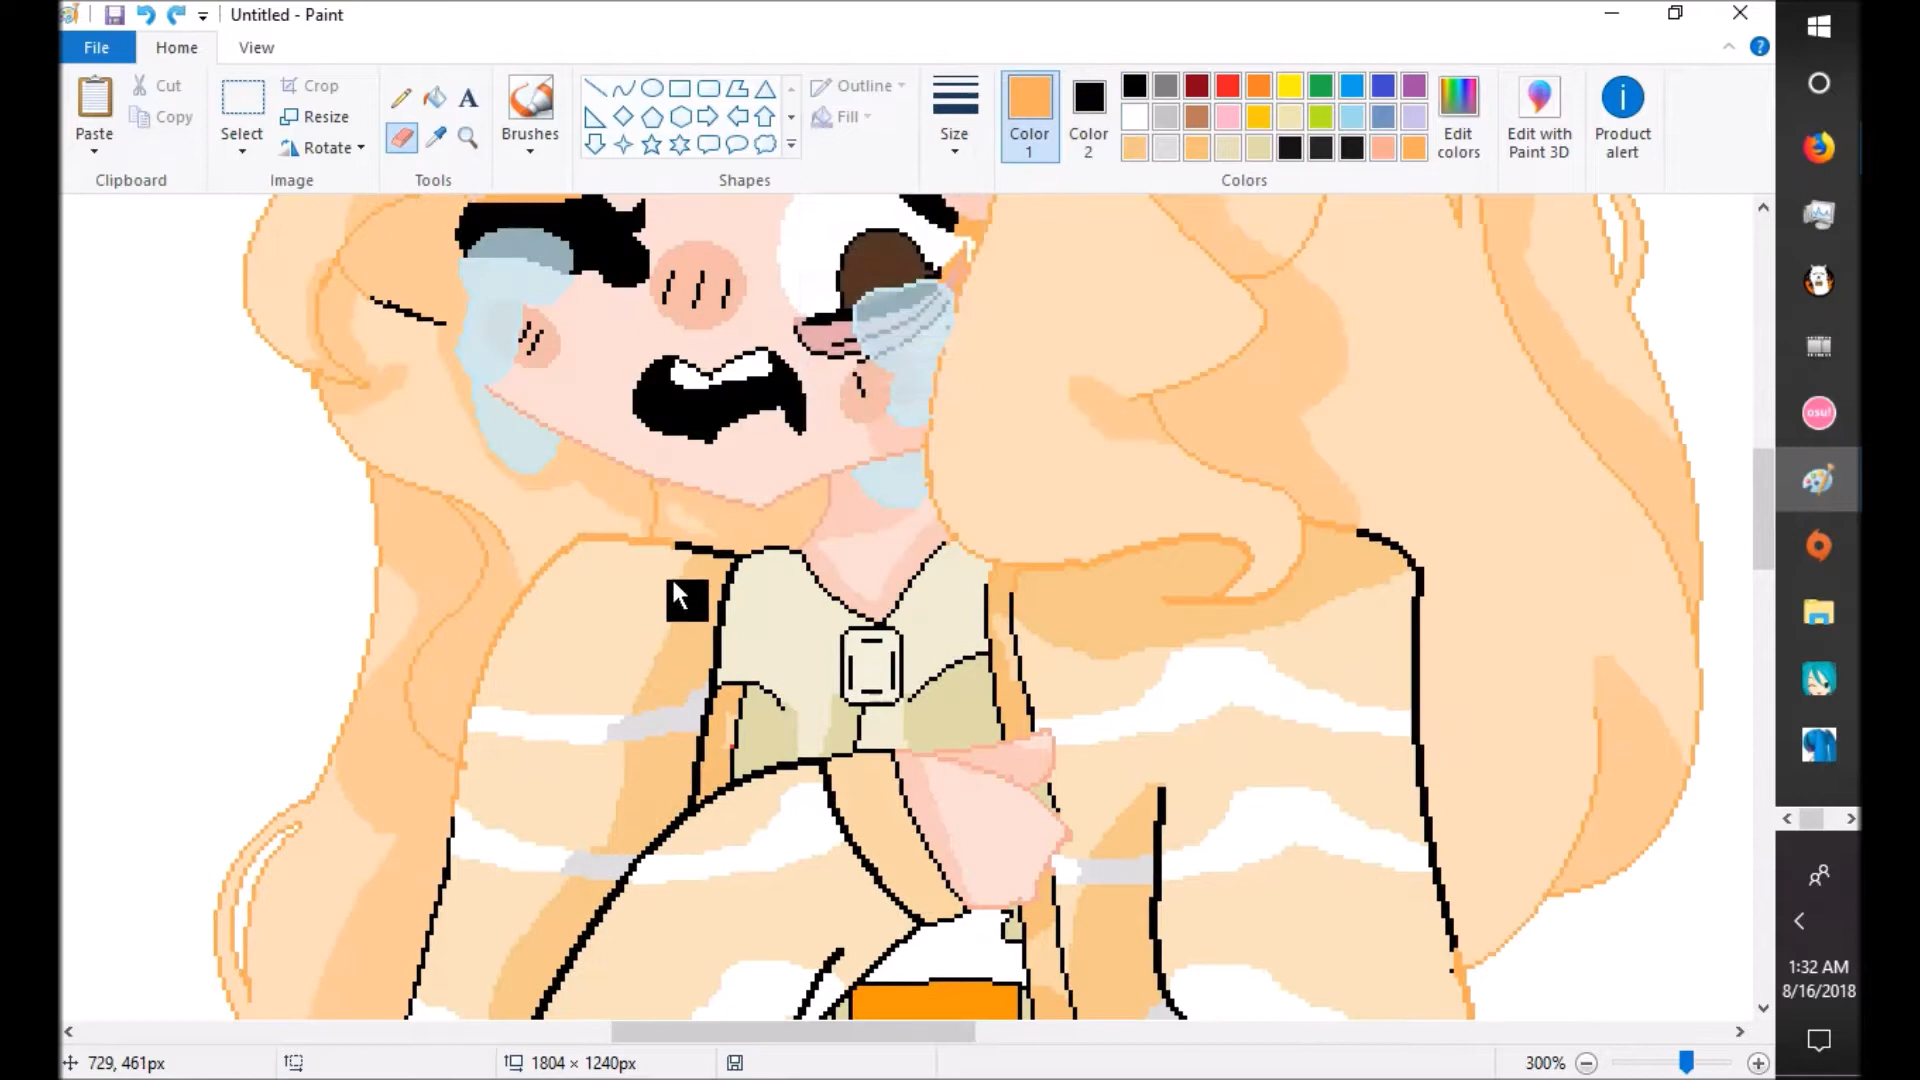 Untitled - Paint
File Home View
Paste Cut Copy Clipboard
Select Crop Resize Rotate Image
Tools
Brushes
Outline Fill Shapes
Size
Color 1
Color 2
Edit colors
Colors
Edit with Paint 3D
Product alert
osu!
1:32 AM
8/16/2018
729, 461px
1804 × 1240px
300%